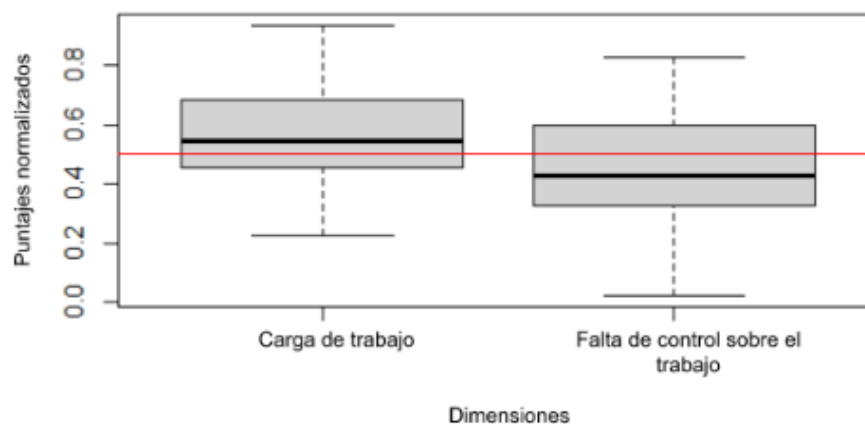 Puntajes normalizados
0.8
0.6
0.4
0.2
0.0
Carga de trabajo
Falta de control sobre el
trabajo
Dimensiones